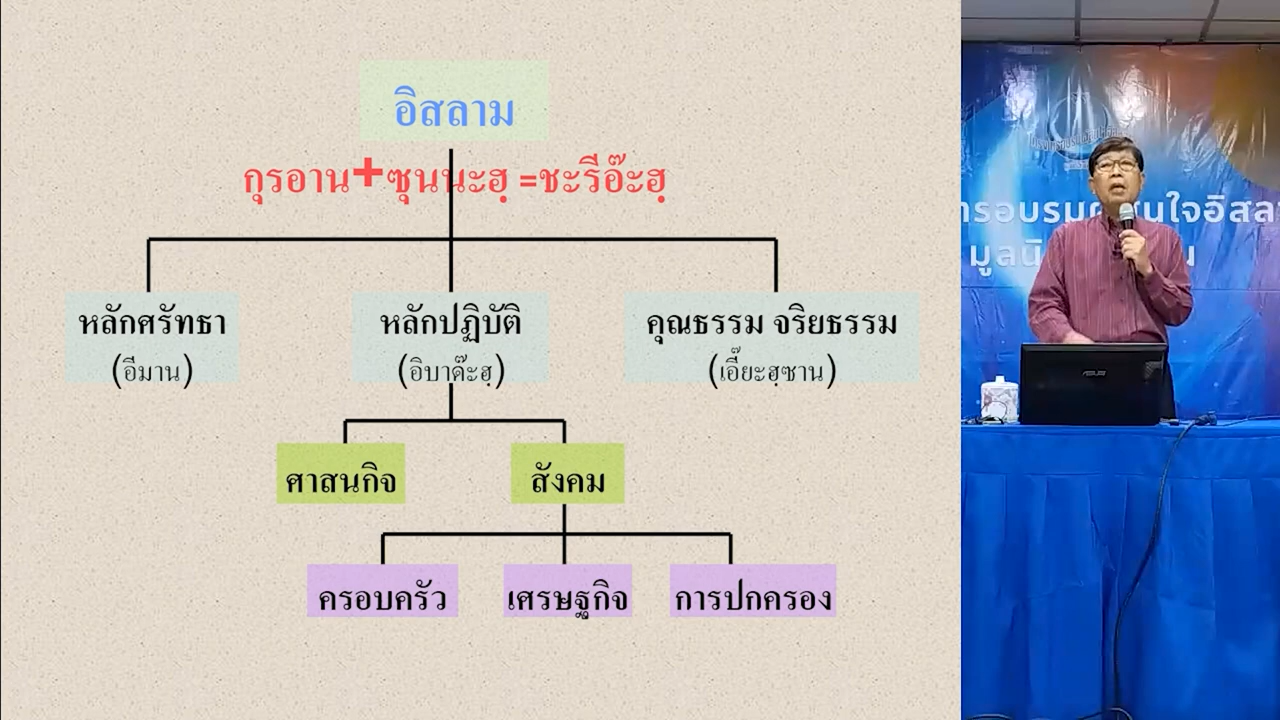 อิสลาม
กุรอาน+ซุนนะฮฺ =ชะรีอ๊ะฮฺ
หลักศรัทธา
(อีมาน)
หลักปฏิบัติ
(อิบาด๊ะฮฺ)
คุณธรรม จริยธรรม
(เอี๊ยะฮฺซาน)
ศาสนกิจ
สังคม
ครอบครัว
เศรษฐกิจ
การปกครอง
ASUS